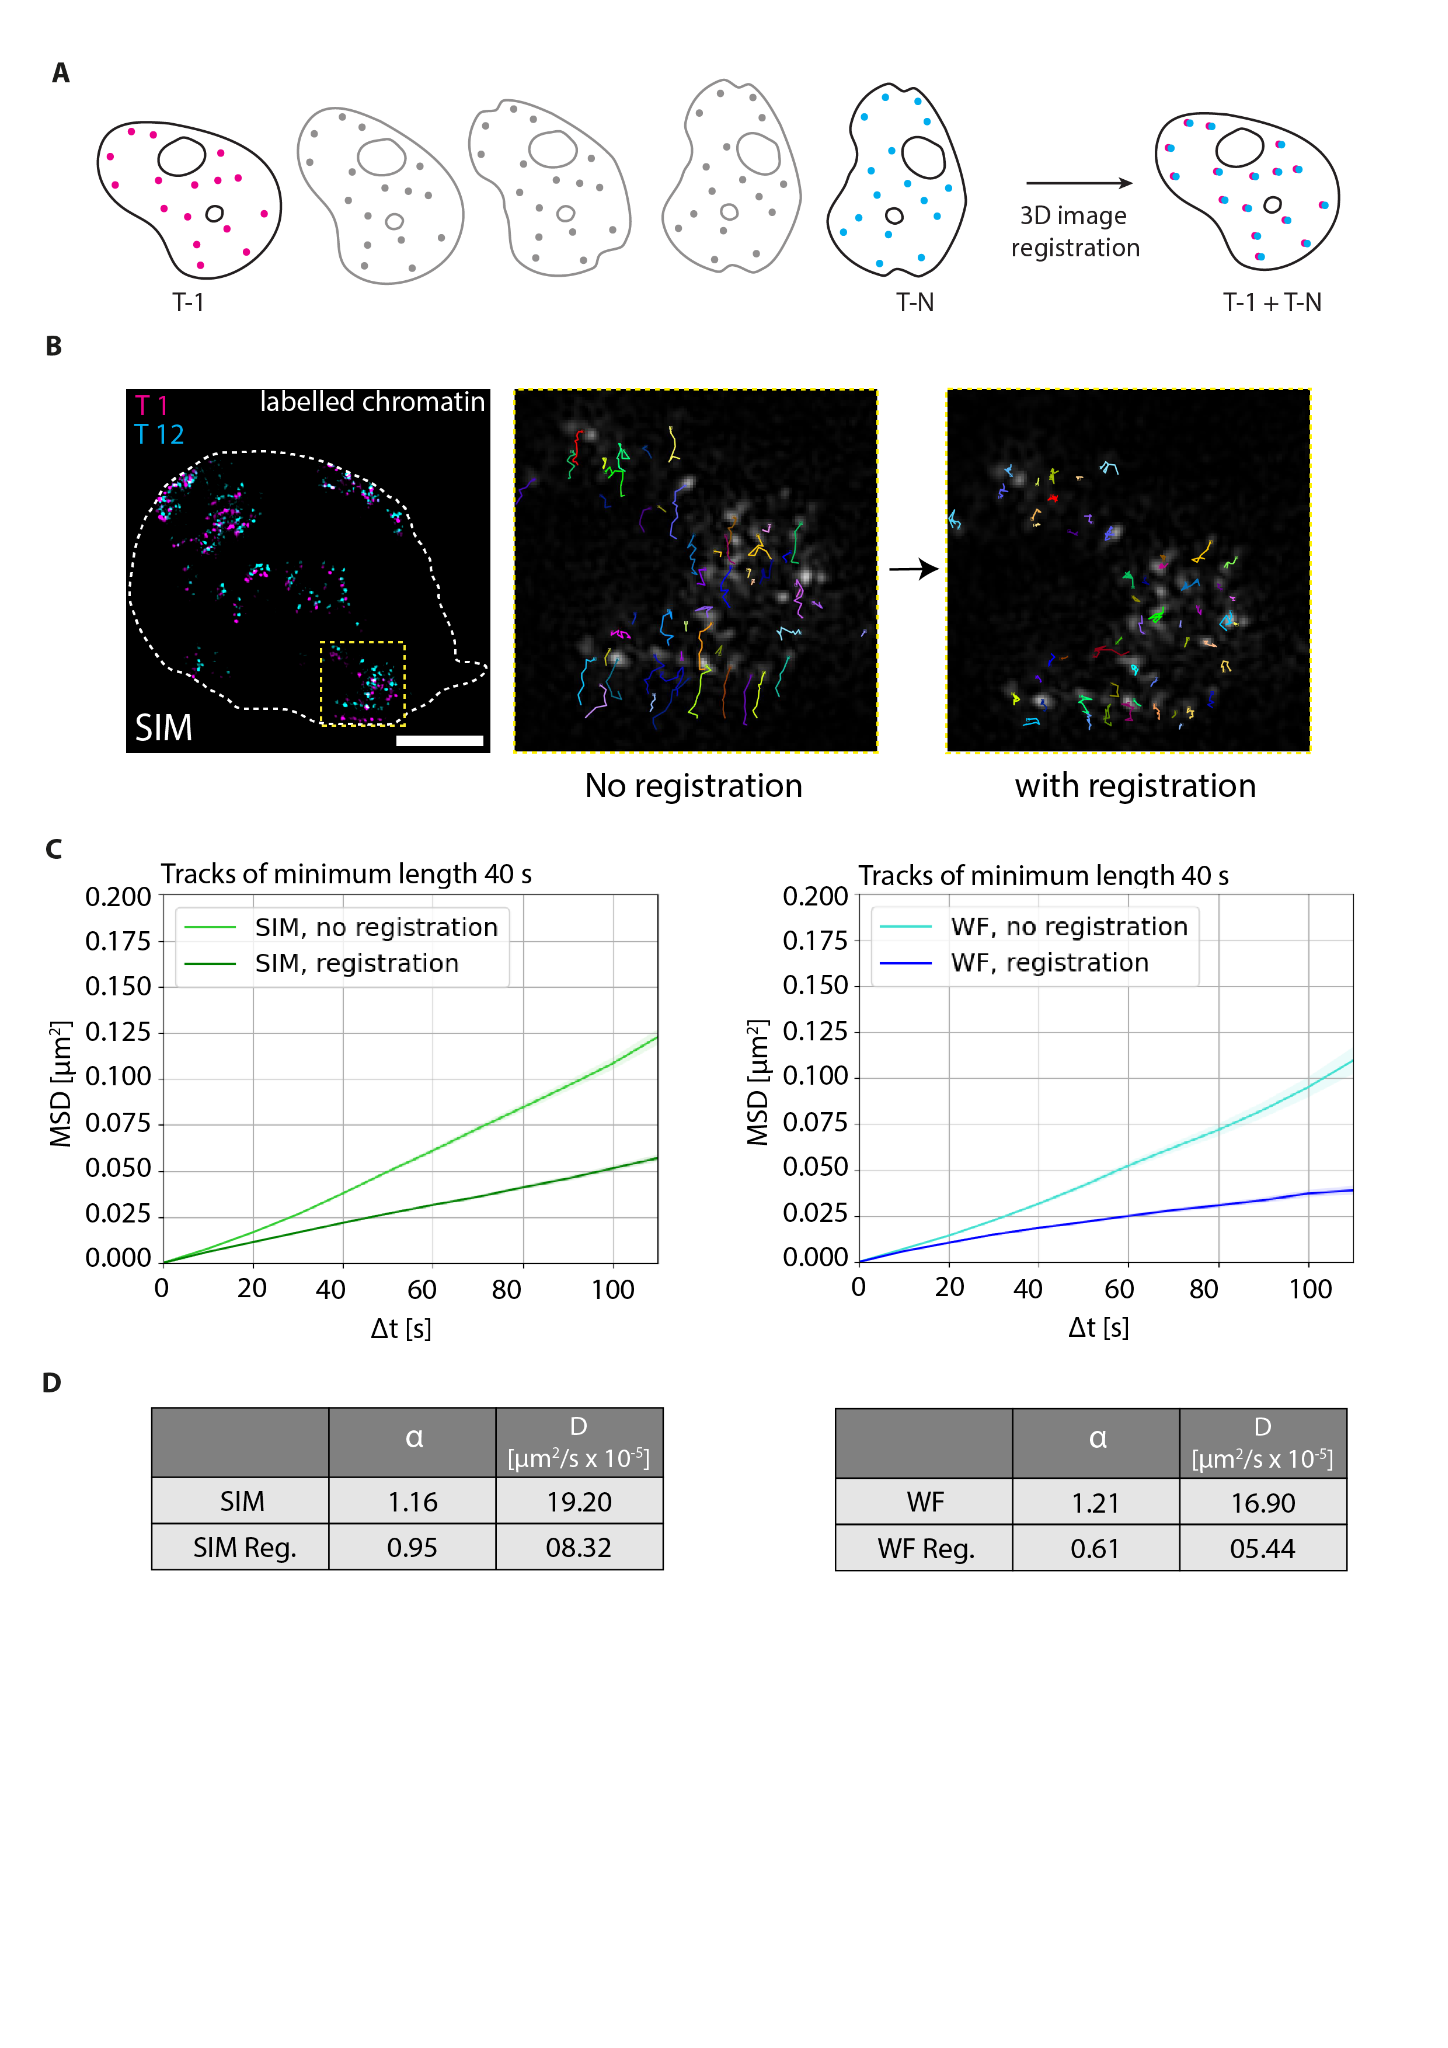 A
3D image
registration
T-1
T-N
T-1 + T-N
B
T 1
T 12
labelled chromatin
SIM
No registration
with registration
C
Tracks of minimum length 40 s
0.200
0.175
0.150
0.125
0.100
0.075
0.050
0.025
0.000
MSD [µm²]
SIM, no registration
SIM, registration
0 20 40 60 80 100
Δt [s]
Tracks of minimum length 40 s
0.200
0.175
0.150
0.125
0.100
0.075
0.050
0.025
0.000
MSD [µm²]
WF, no registration
WF, registration
0 20 40 60 80 100
Δt [s]
D
α D
[µm²/s x 10⁻⁵]
SIM 1.16 19.20
SIM Reg. 0.95 08.32
α D
[µm²/s x 10⁻⁵]
WF 1.21 16.90
WF Reg. 0.61 05.44